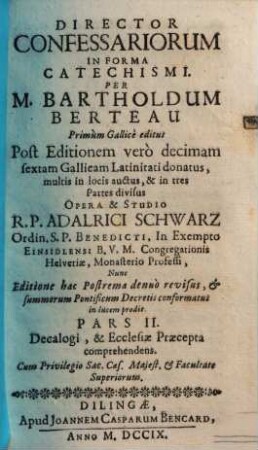 DIRECTOR
CONFESSARIORUM
IN FORMA
CATECHISMI.
PER
M. BARTHOLDUM
BERTEAU
Primùm Gallicè editus
Post Editionem verò decimam
sextam Gallicam Latinitati donatus,
multis in locis auctus, & in tres
Partes divisus
OPERA & STUDIO
R. P. ADALRICI SCHWARZ
Ordin. S. P. BENEDICTI, In Exempto
EINSIDLENSI B. V. M. Congregationis
Helveticæ, Monasterio Professi,
Nunc
Editione hac Postrema denuò revisus, &
summorum Pontificum Decretis conformatus
in lucem prodit.
PARS II.
Decalogi, & Ecclesiæ Præcepta
comprehendens.
Cum Privilegio Sac. Cæs. Majest. & Facultate
Superiorum.
DILINGÆ,
Apud JOANNEM CASPARUM BENCARD,
ANNO M, DCCIX.